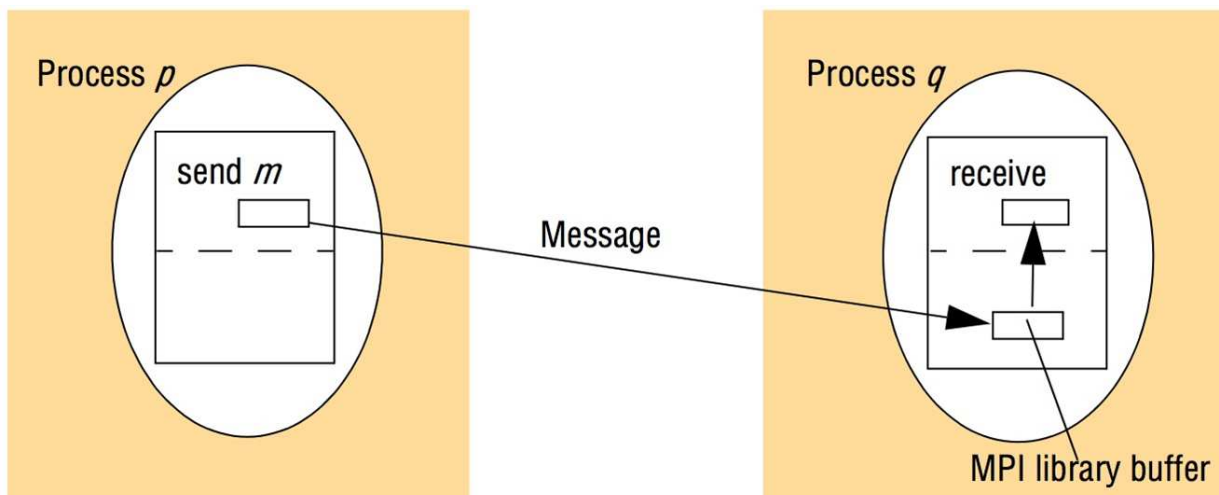 Process p
Process q
send m
receive
Message
MPI library buffer